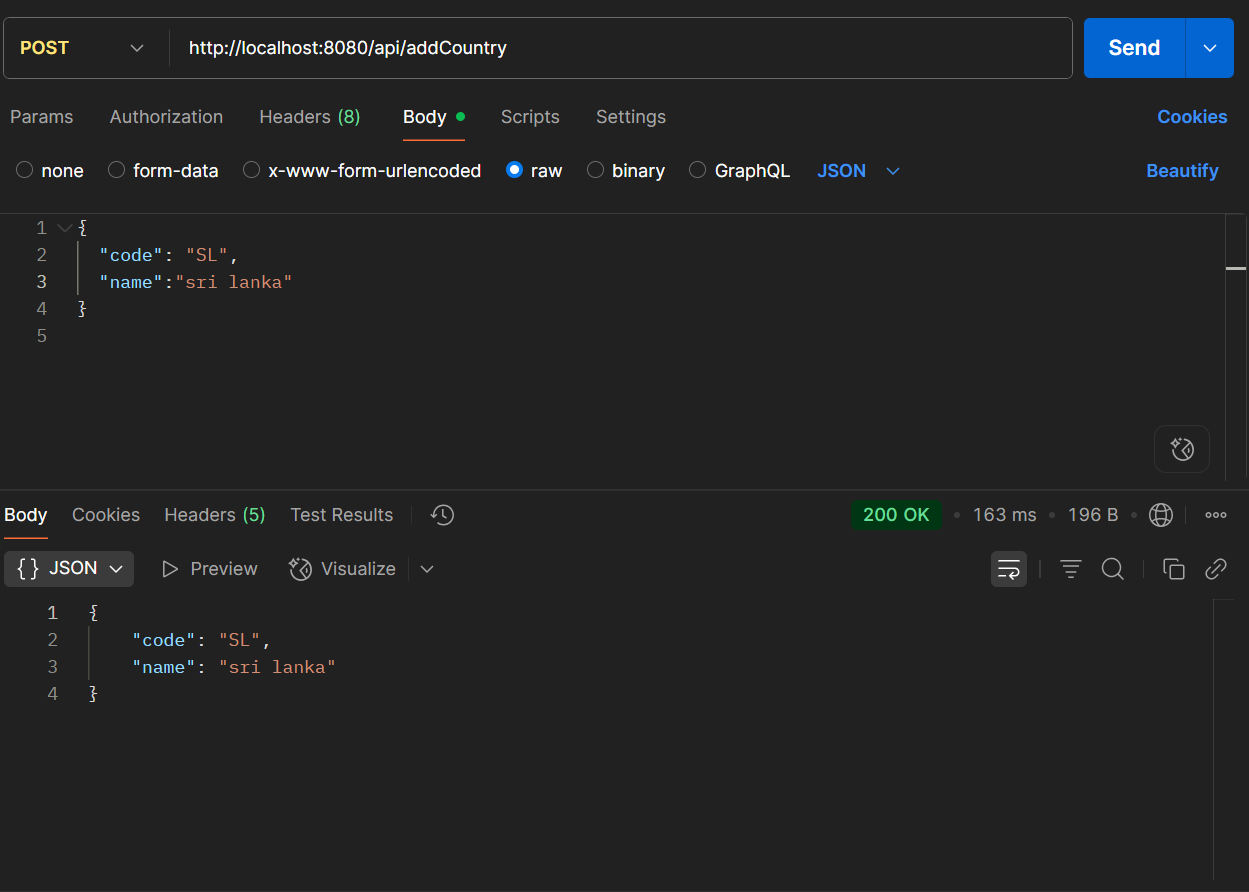 POST http://localhost:8080/api/addCountry Send
Params Authorization Headers (8) Body Scripts Settings Cookies
none form-data x-www-form-urlencoded raw binary GraphQL JSON Beautify
1 {
2 "code": "SL",
3 "name":"sri lanka"
4 }
5
Body Cookies Headers (5) Test Results 200 OK • 163 ms • 196 B •
{} JSON Preview Visualize
1 {
2 "code": "SL",
3 "name": "sri lanka"
4 }